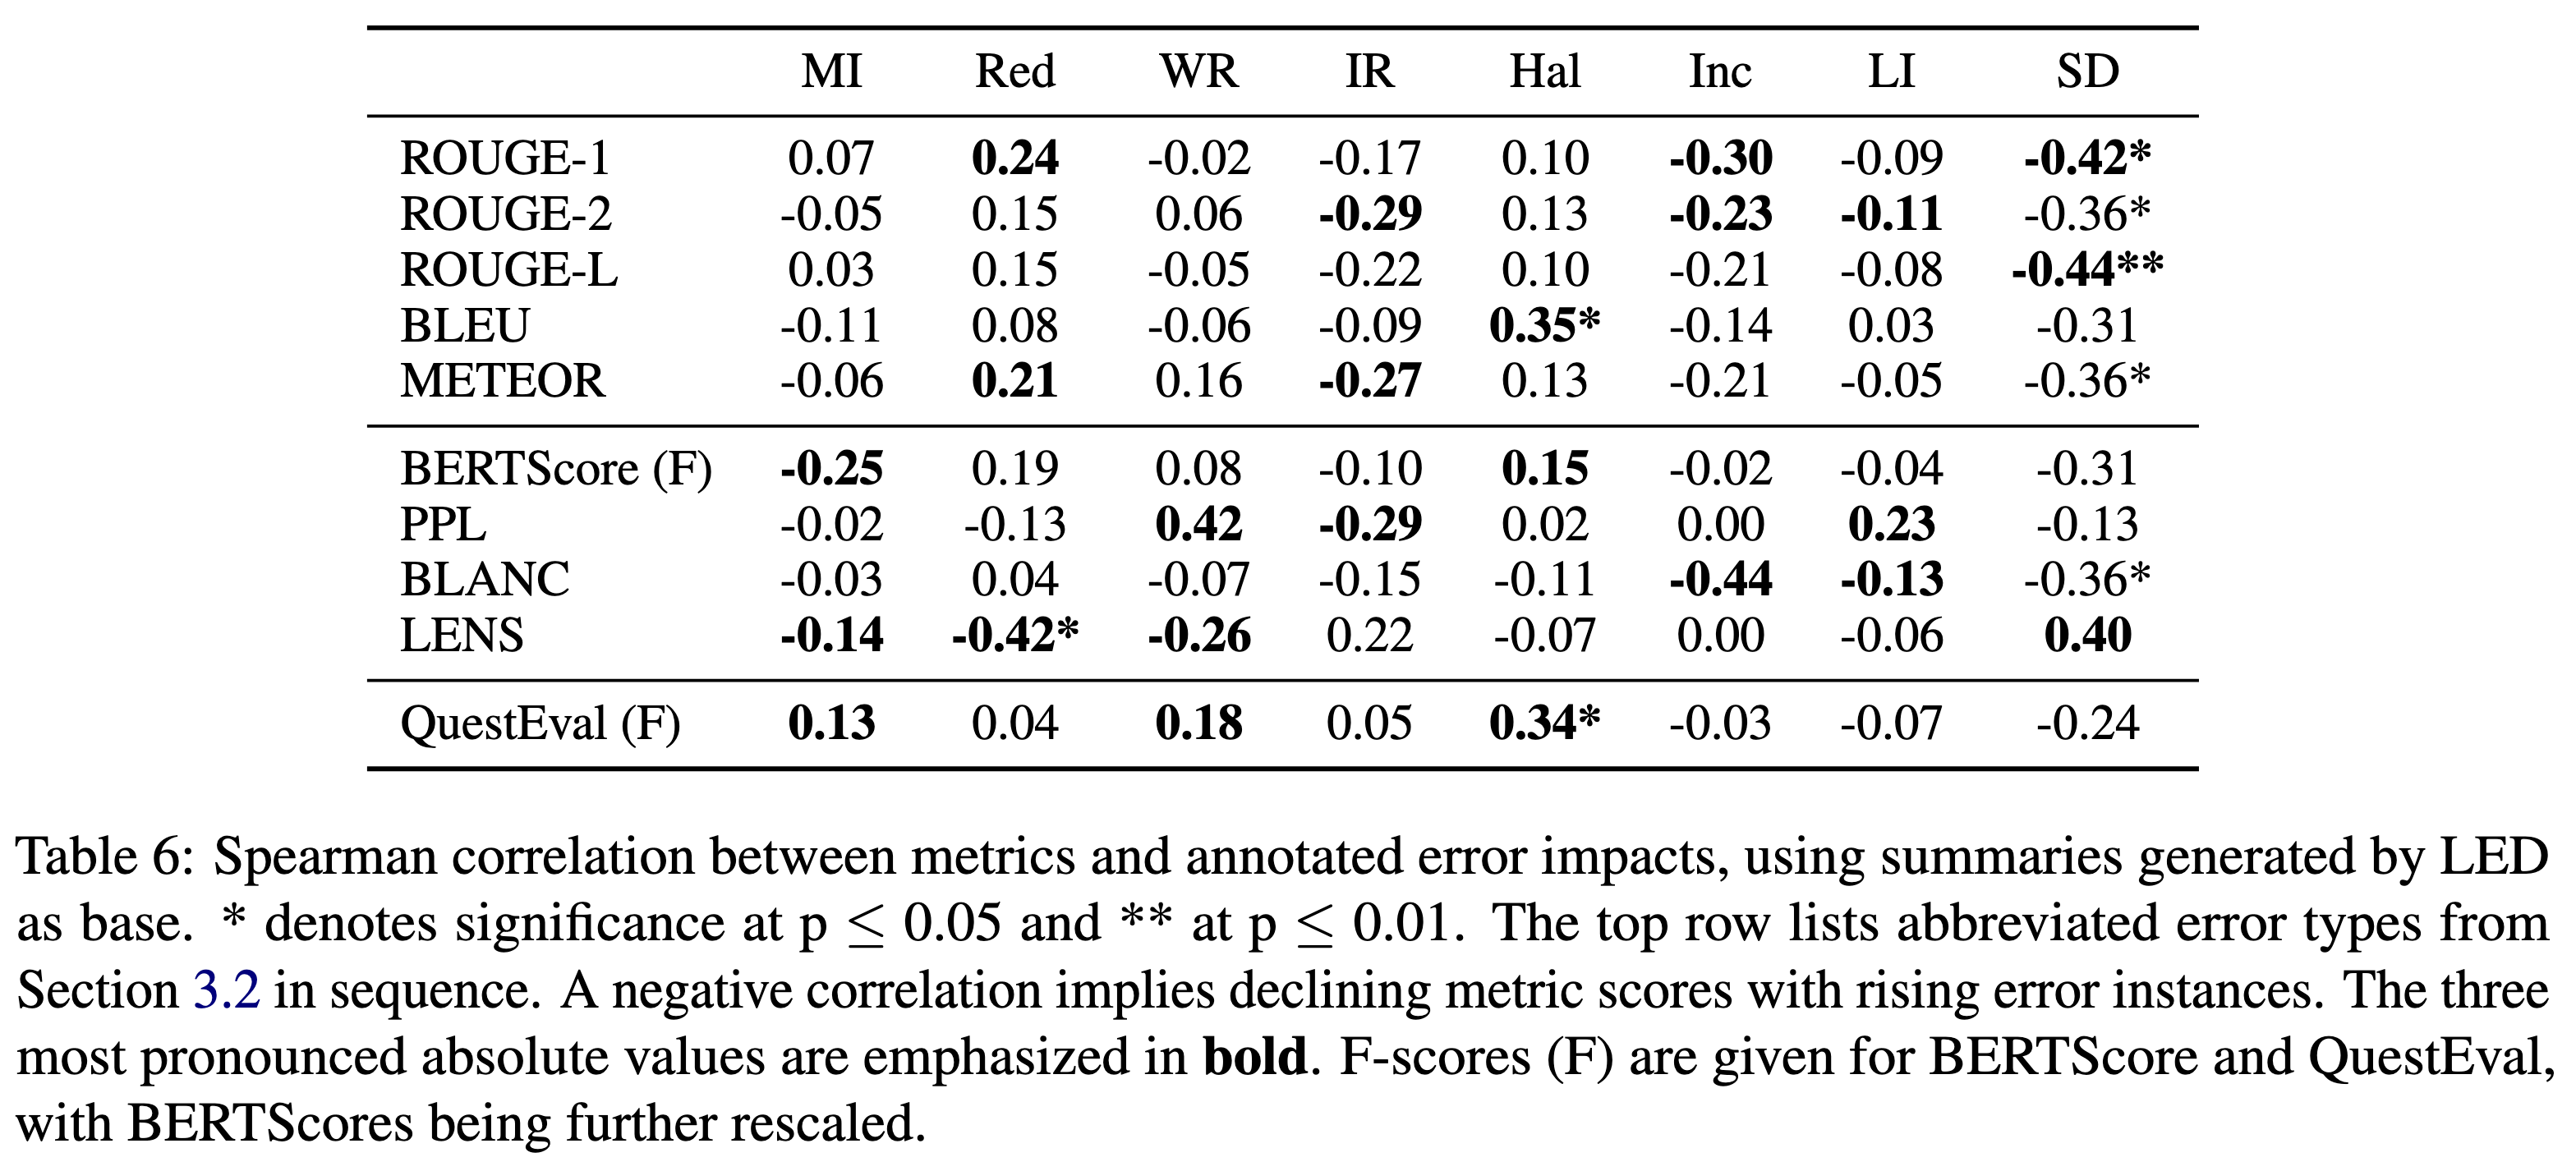 MI Red WR IR Hal Inc LI SD
ROUGE-1 0.07 0.24 -0.02 -0.17 0.10 -0.30 -0.09 -0.42*
ROUGE-2 -0.05 0.15 0.06 -0.29 0.13 -0.23 -0.11 -0.36*
ROUGE-L 0.03 0.15 -0.05 -0.22 0.10 -0.21 -0.08 -0.44**
BLEU -0.11 0.08 -0.06 -0.09 0.35* -0.14 0.03 -0.31
METEOR -0.06 0.21 0.16 -0.27 0.13 -0.21 -0.05 -0.36*
BERTScore (F) -0.25 0.19 0.08 -0.10 0.15 -0.02 -0.04 -0.31
PPL -0.02 -0.13 0.42 -0.29 0.02 0.00 0.23 -0.13
BLANC -0.03 0.04 -0.07 -0.15 -0.11 -0.44 -0.13 -0.36*
LENS -0.14 -0.42* -0.26 0.22 -0.07 0.00 -0.06 0.40
QuestEval (F) 0.13 0.04 0.18 0.05 0.34* -0.03 -0.07 -0.24
Table 6: Spearman correlation between metrics and annotated error impacts, using summaries generated by LED
as base. * denotes significance at p ≤ 0.05 and ** at p ≤ 0.01. The top row lists abbreviated error types from
Section 3.2 in sequence. A negative correlation implies declining metric scores with rising error instances. The three
most pronounced absolute values are emphasized in bold. F-scores (F) are given for BERTScore and QuestEval,
with BERTScores being further rescaled.